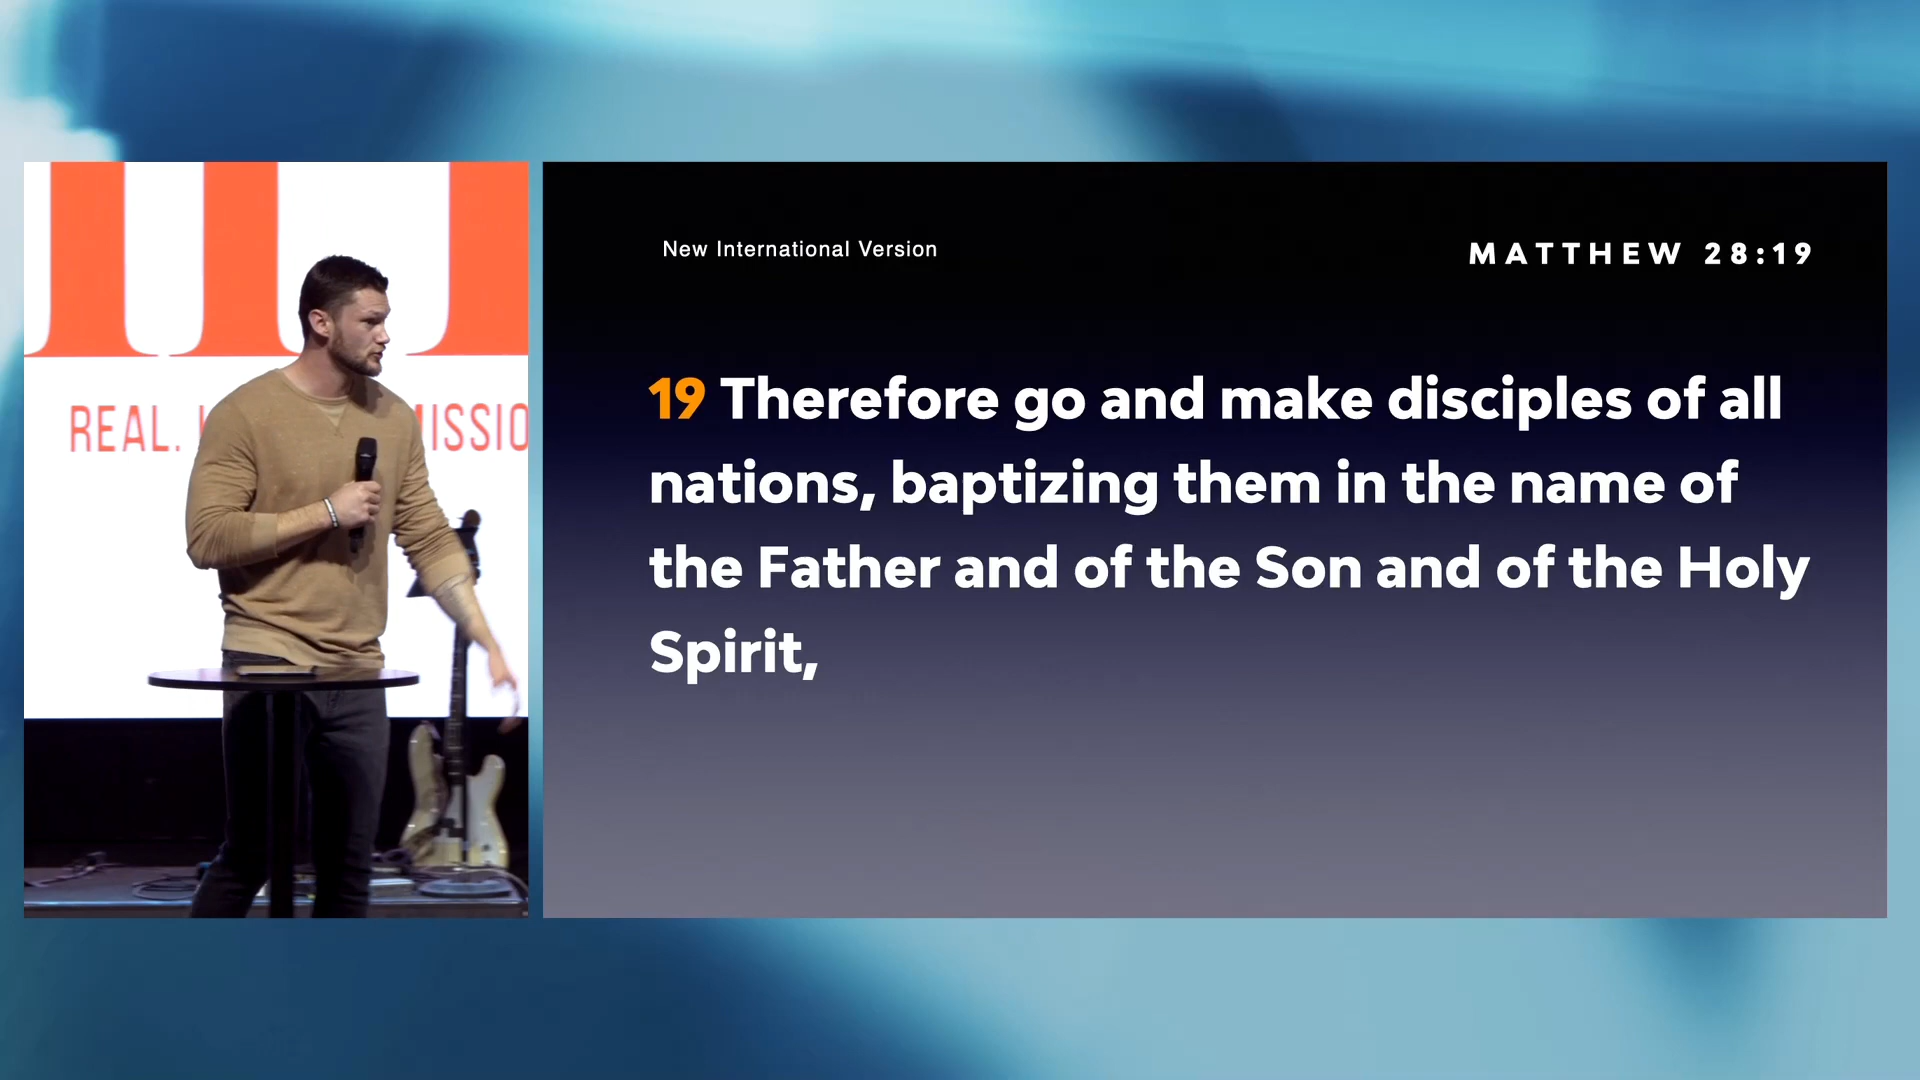 REAL.
New International Version
MATTHEW 28:19
19 Therefore go and make disciples of all
nations, baptizing them in the name of
the Father and of the Son and of the Holy
Spirit,